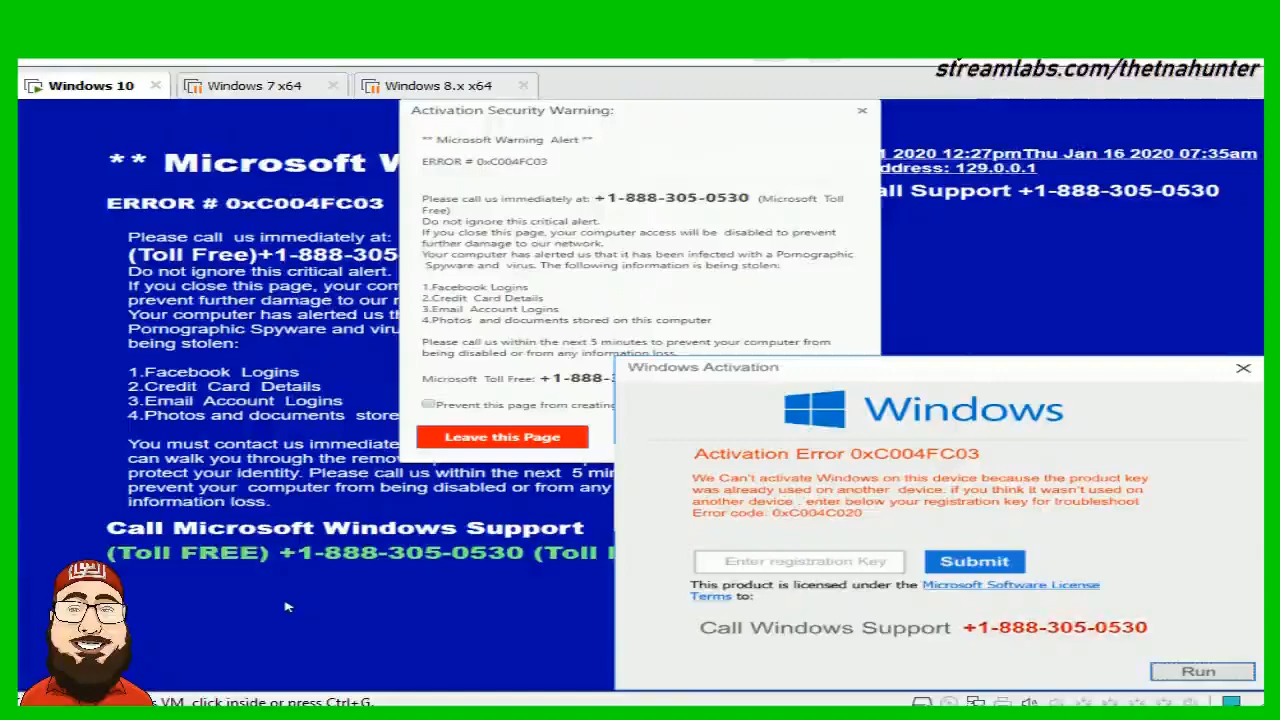 streamlabs.com/thetnahunter
Windows 10
Windows 7 x64
Windows 8.x x64
Activation Security Warning:
** Microsoft Warning Alert **
ERROR # 0xC004FC03
Please call us immediately at: +1-888-305-0530 (Microsoft Toll
Free)
Do not ignore this critical alert.
If you close this page, your computer access will be disabled to prevent
further damage to our network.
Your computer has alerted us that it has been infected with a Pornographic
Spyware and virus. The following information is being stolen:
1.Facebook Logins
2.Credit Card Details
3.Email Account Logins
4.Photos and documents stored on this computer
Please call us within the next 5 minutes to prevent your computer from
being disabled or from any information loss.
Microsoft Toll Free: +1-888-
Prevent this page from creating
Leave this Page
** Microsoft W
ERROR # 0xC004FC03
Please call us immediately at:
(Toll Free)+1-888-305
Do not ignore this critical alert.
If you close this page, your com
prevent further damage to our n
Your computer has alerted us th
Pornographic Spyware and viru
being stolen:
1.Facebook Logins
2.Credit Card Details
3.Email Account Logins
4.Photos and documents store
You must contact us immediate
can walk you through the remo
protect your identity. Please call us within the next 5 min
prevent your computer from being disabled or from any
information loss.
Call Microsoft Windows Support
(Toll FREE) +1-888-305-0530 (Toll
1 2020 12:27pmThu Jan 16 2020 07:35am
ddress: 129.0.0.1
all Support +1-888-305-0530
Windows Activation
Windows
Activation Error 0xC004FC03
We Can't activate Windows on this device because the product key
was already used on another device. if you think it wasn't used on
another device . enter below your registration key for troubleshoot
Error code: 0xC004C020
Enter registration Key
Submit
This product is licensed under the Microsoft Software License
Terms to:
Call Windows Support +1-888-305-0530
Run
VM, click inside or press Ctrl+G.